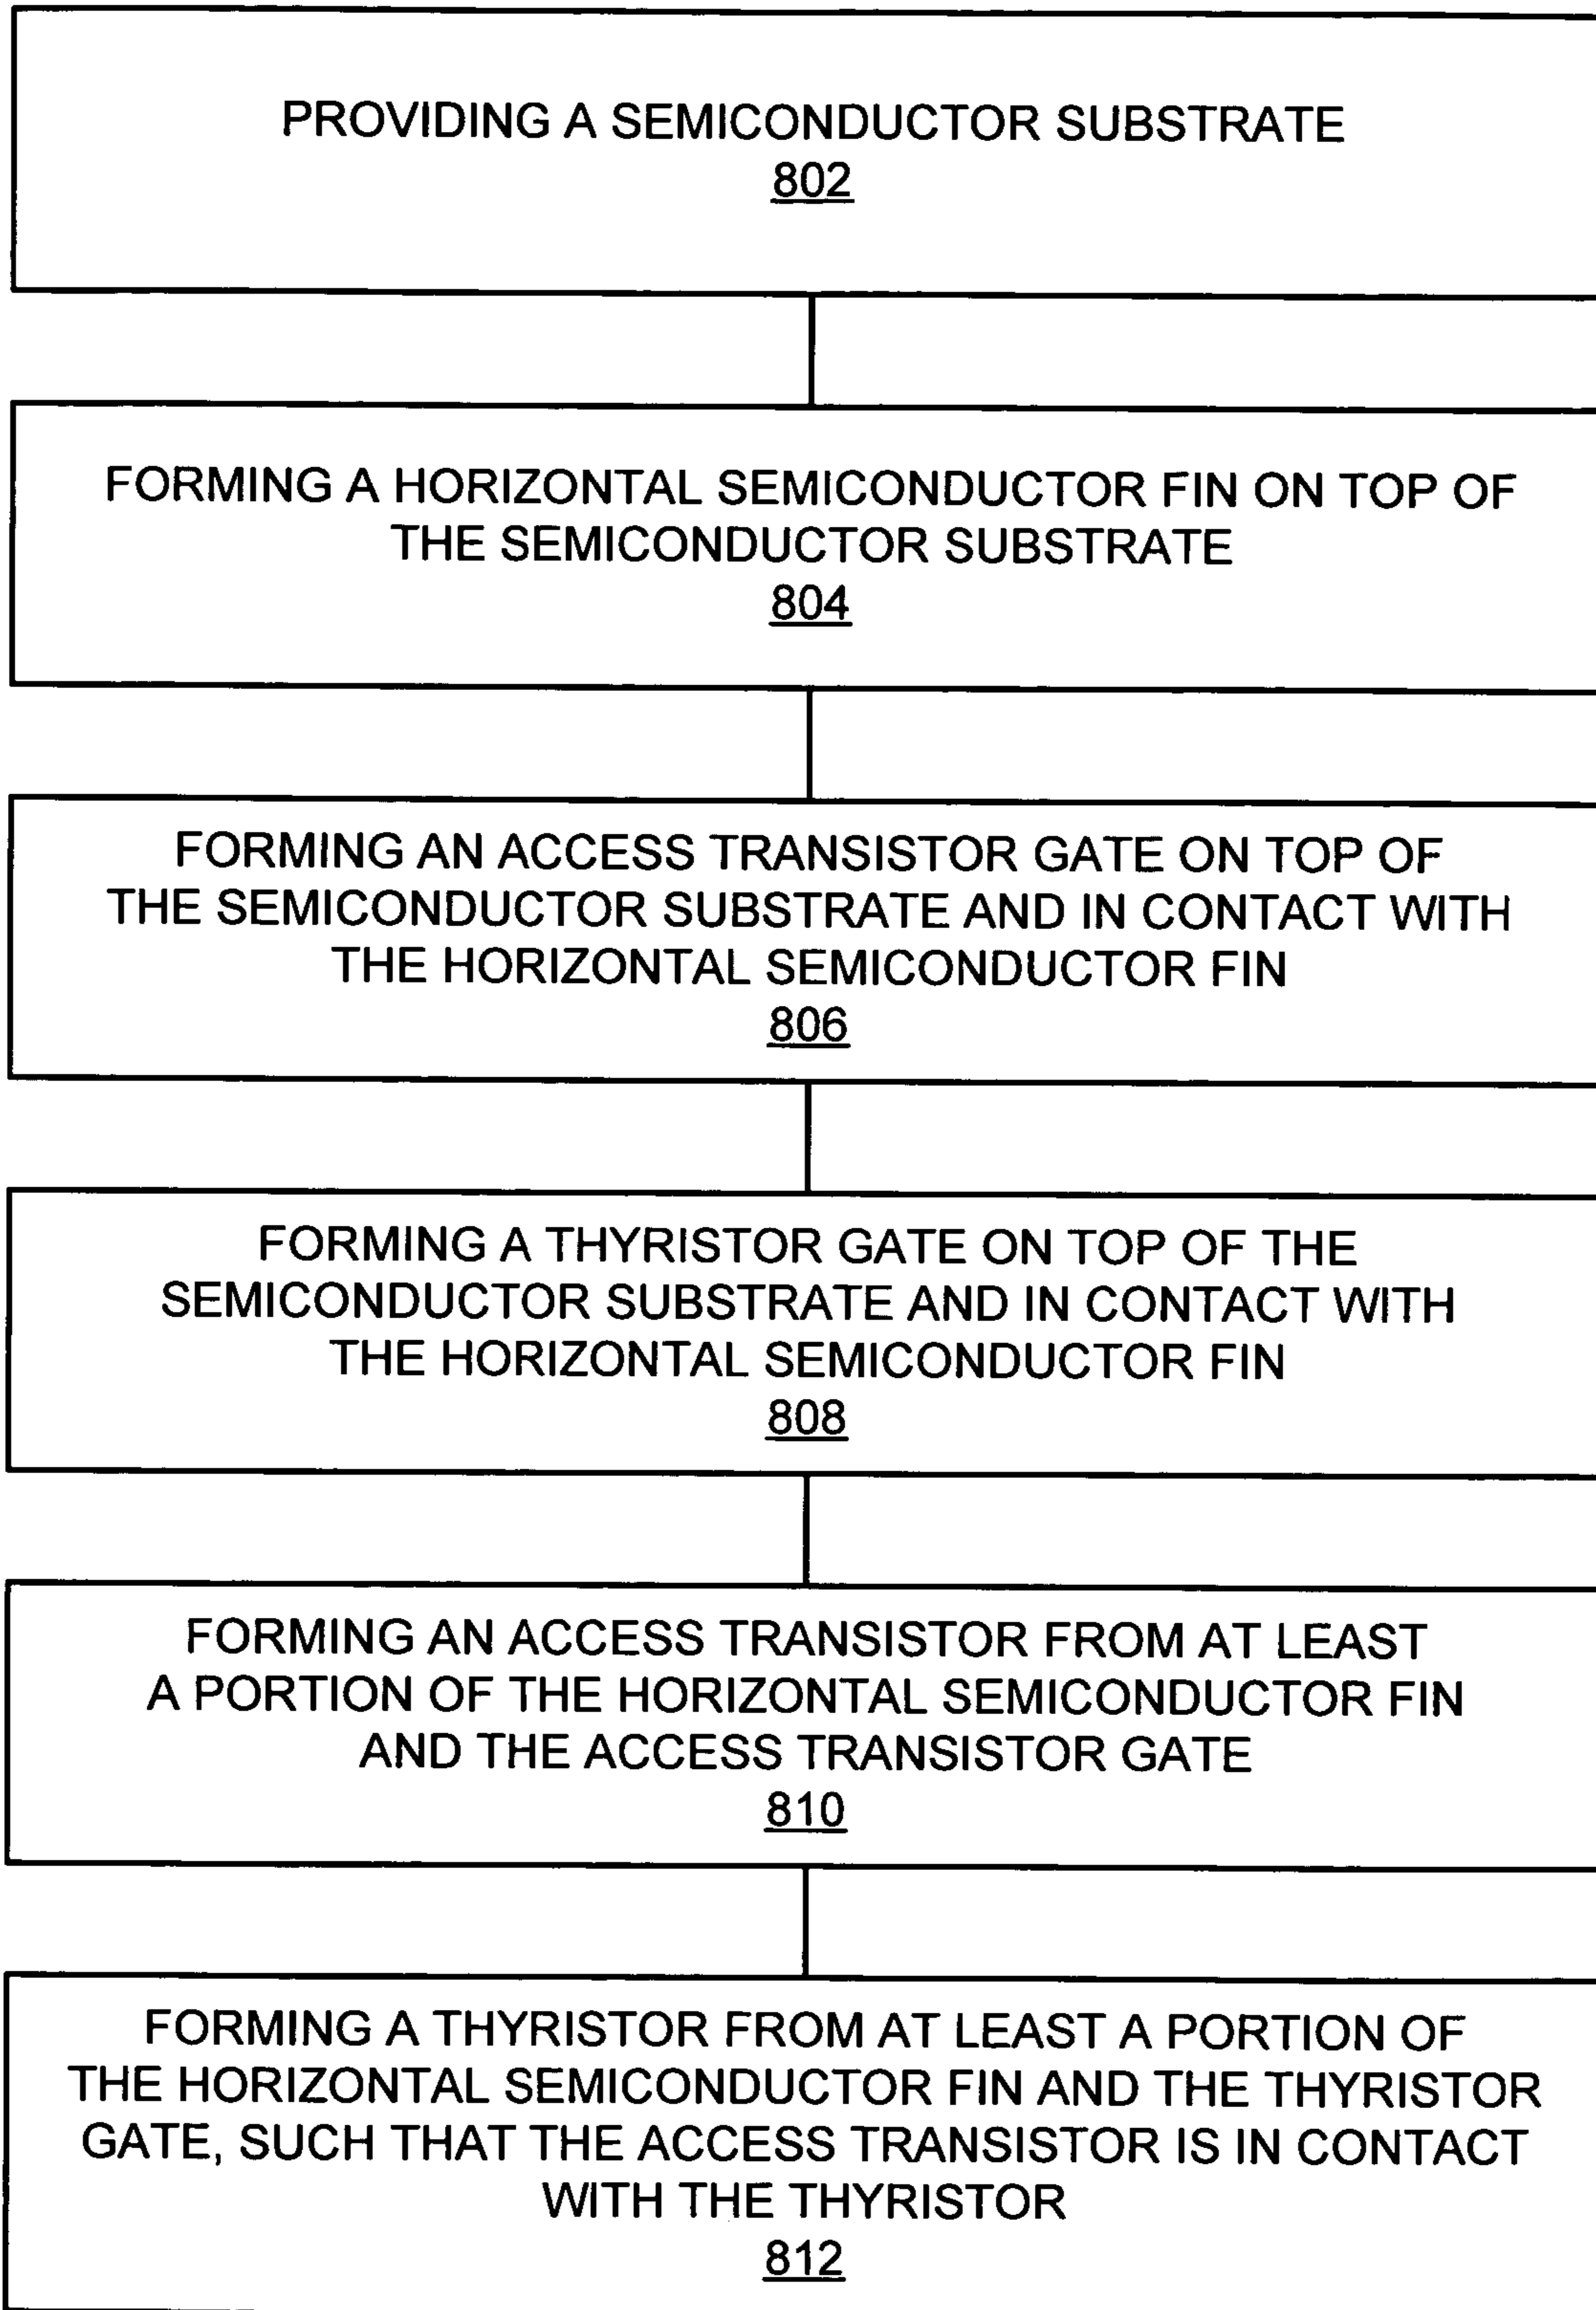 PROVIDING A SEMICONDUCTOR SUBSTRATE
802
FORMING A HORIZONTAL SEMICONDUCTOR FIN ON TOP OF
THE SEMICONDUCTOR SUBSTRATE
804
FORMING AN ACCESS TRANSISTOR GATE ON TOP OF
THE SEMICONDUCTOR SUBSTRATE AND IN CONTACT WITH
THE HORIZONTAL SEMICONDUCTOR FIN
806
FORMING A THYRISTOR GATE ON TOP OF THE
SEMICONDUCTOR SUBSTRATE AND IN CONTACT WITH
THE HORIZONTAL SEMICONDUCTOR FIN
808
FORMING AN ACCESS TRANSISTOR FROM AT LEAST
A PORTION OF THE HORIZONTAL SEMICONDUCTOR FIN
AND THE ACCESS TRANSISTOR GATE
810
FORMING A THYRISTOR FROM AT LEAST A PORTION OF
THE HORIZONTAL SEMICONDUCTOR FIN AND THE THYRISTOR
GATE, SUCH THAT THE ACCESS TRANSISTOR IS IN CONTACT
WITH THE THYRISTOR
812